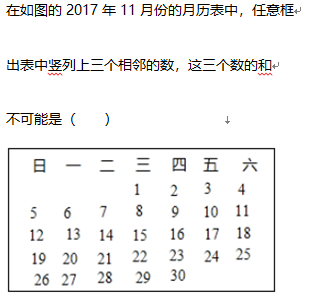 在如图的 2017 年 11 月份的月历表中，任意框
出表中竖列上三个相邻的数，这三个数的和
不可能是（　　）
日 一 二 三 四 五 六
1 2 3 4
5 6 7 8 9 10 11
12 13 14 15 16 17 18
19 20 21 22 23 24 25
26 27 28 29 30